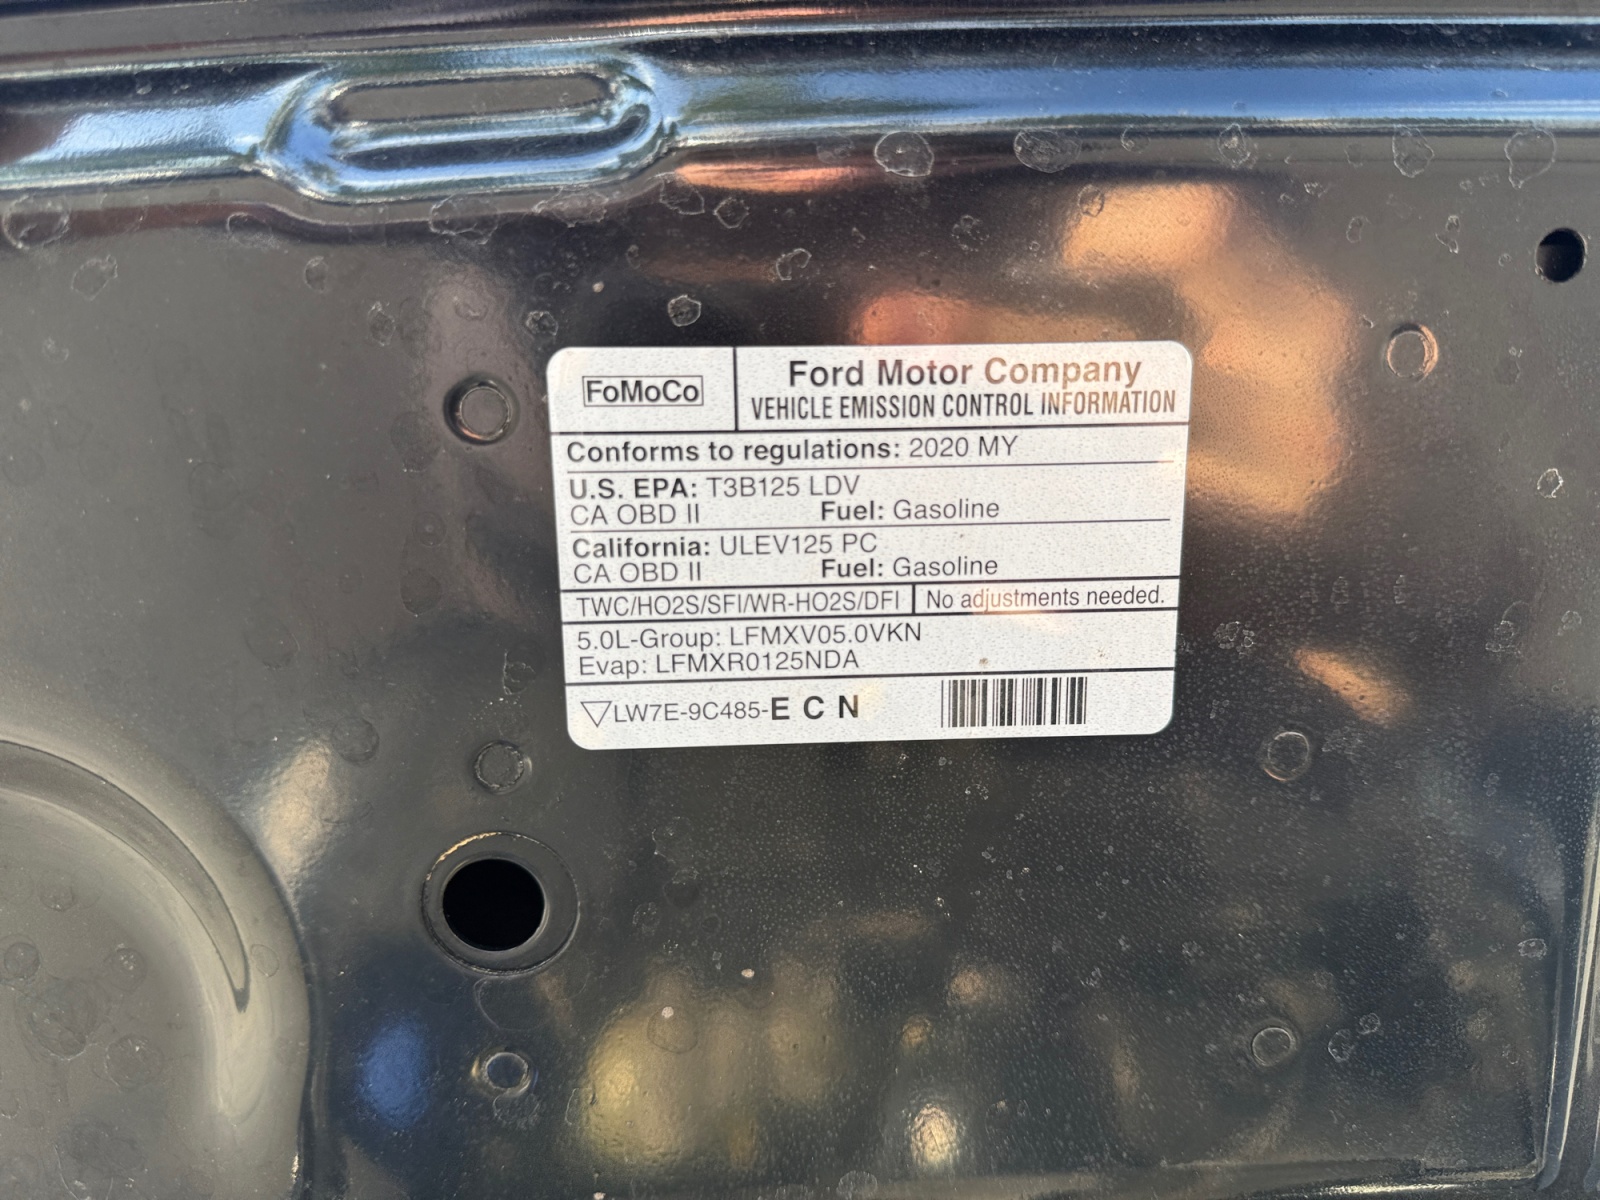 FoMoCo
Ford Motor Company
VEHICLE EMISSION CONTROL INFORMATION
Conforms to regulations: 2020 MY
U.S. EPA: T3B125 LDV
CA OBD II Fuel: Gasoline
California: ULEV125 PC
CA OBD II Fuel: Gasoline
TWC/HO2S/SFI/WR-HO2S/DFI No adjustments needed.
5.0L-Group: LFMXV05.0VKN
Evap: LFMXR0125NDA
LW7E-9C485-E C N